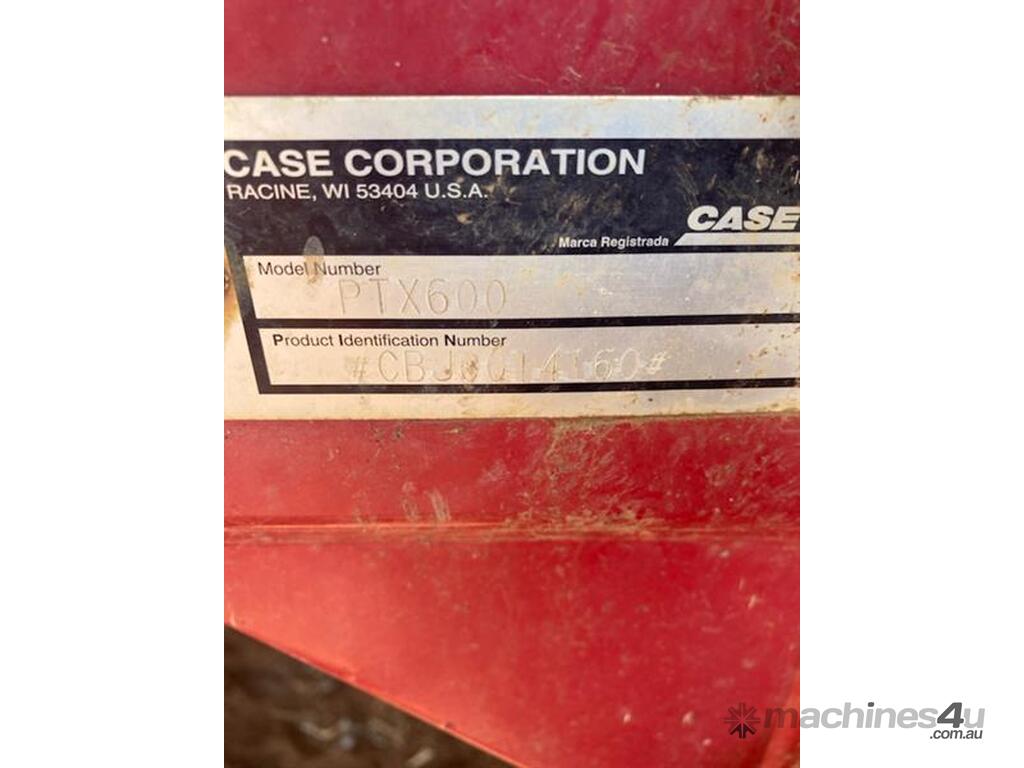 CASE CORPORATION
RACINE, WI 53404 U.S.A.
CASE
Marca Registrada
Model Number
PTX600
Product Identification Number
machines4u
.com.au